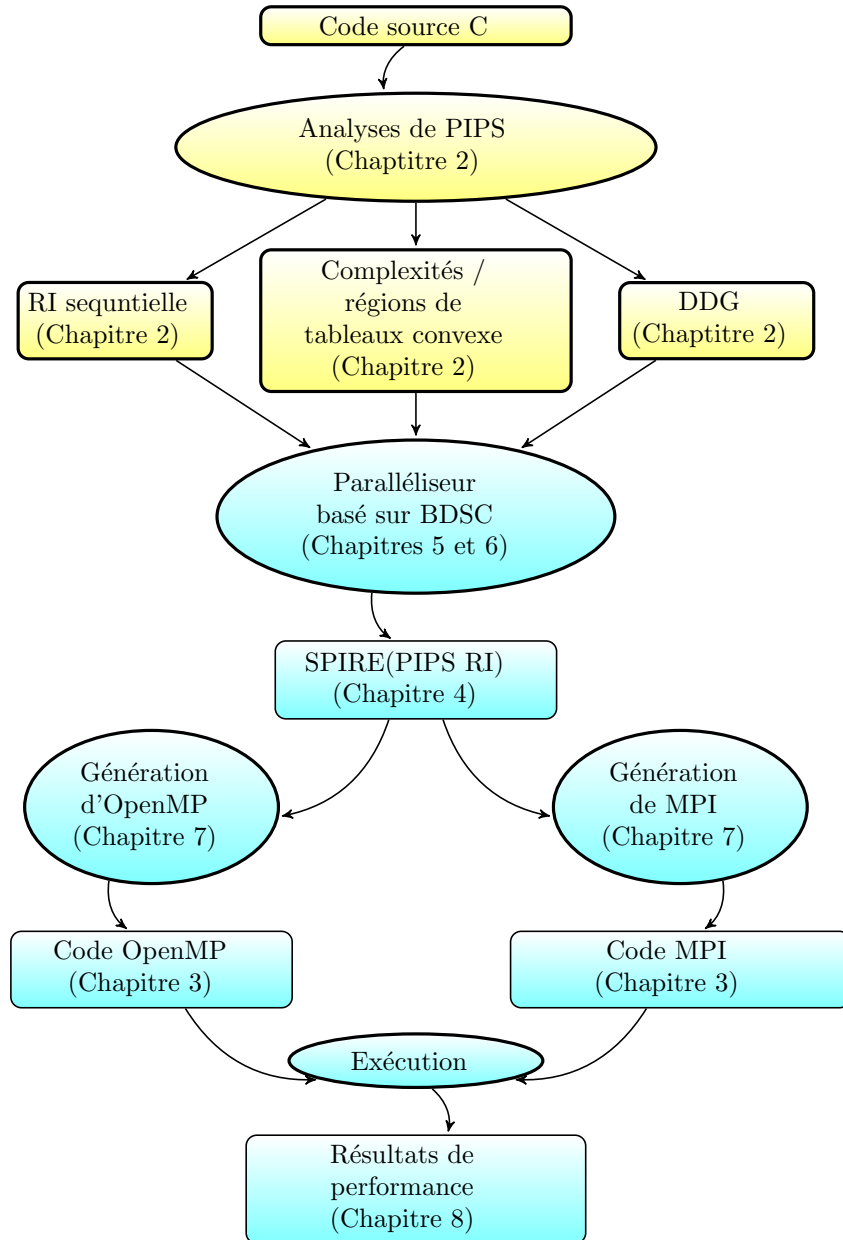 Code source C
Analyses de PIPS
(Chaptitre 2)
RI sequntielle
(Chapitre 2)
Complexités /
régions de
tableaux convexe
(Chapitre 2)
DDG
(Chaptitre 2)
Paralléliseur
basé sur BDSC
(Chapitres 5 et 6)
SPIRE(PIPS RI)
(Chapitre 4)
Génération
d'OpenMP
(Chapitre 7)
Génération
de MPI
(Chapitre 7)
Code OpenMP
(Chapitre 3)
Code MPI
(Chapitre 3)
Exécution
Résultats de
performance
(Chapitre 8)